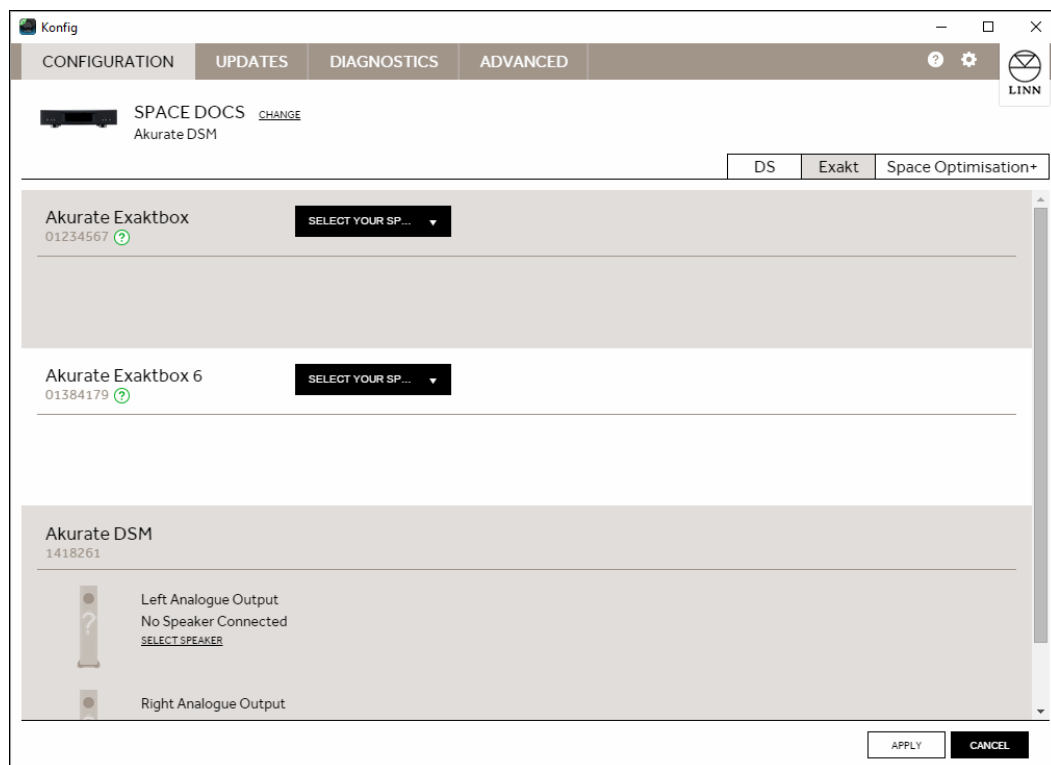 Konfig
CONFIGURATION UPDATES DIAGNOSTICS ADVANCED ?
LINN
SPACE DOCS CHANGE
Akurate DSM
DS Exakt Space Optimisation+
Akurate Exaktbox SELECT YOUR SP...
01234567 ?
Akurate Exaktbox 6 SELECT YOUR SP...
01384179 ?
Akurate DSM
1418261
?
Left Analogue Output
No Speaker Connected
SELECT SPEAKER
Right Analogue Output
APPLY CANCEL